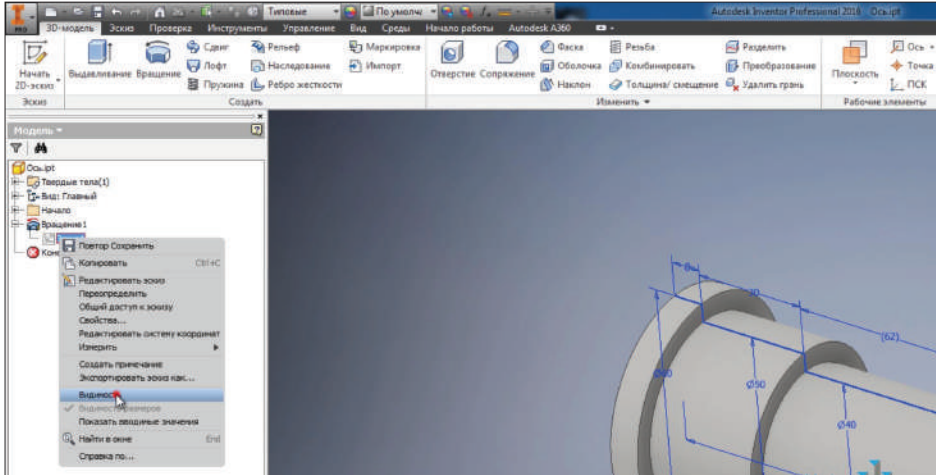 Типовые По умолч Autodesk Inventor Professional 2016 Ось.ipt
PRO 3D-модель Эскиз Проверка Инструменты Управление Вид Среды Начало работы Autodesk A360
Сдвиг Рельеф Маркировка Фаска Резьба Разделить Ось
Начать 2D-эскиз Выдавливание Вращение Лофт Наследование Импорт Отверстие Сопряжение Оболочка Комбинировать Преобразование Плоскость Точка
Пружина Ребро жесткости Наклон Толщина/ смещение Удалить грань ПСК
Эскиз Создать Изменить Рабочие элементы
Модель
Ось.ipt
Твердые тела(1)
Вид: Главный
Начало
Вращение1
Повтор Сохранить
Копировать Ctrl+C
Редактировать эскиз
Переопределить
Общий доступ к эскизу
Свойства...
Редактировать систему координат
Измерить
Создать примечание
Экспортировать эскиз как...
Видимость
Видимость размеров
Показать вводимые значения
Найти в окне End
Справка по...
8
(62)
Ø50
Ø40